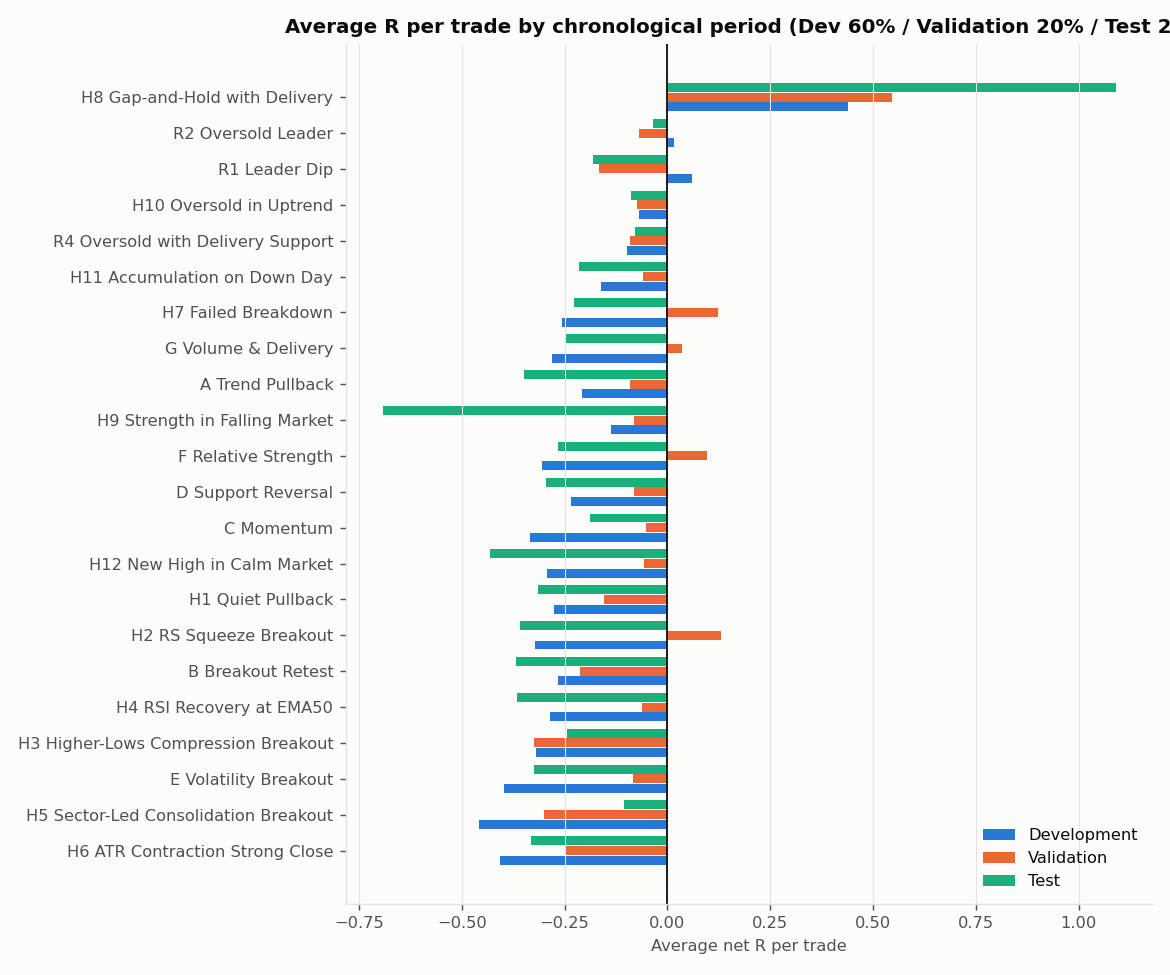 Average R per trade by chronological period (Dev 60% / Validation 20% / Test 2
H8 Gap-and-Hold with Delivery
R2 Oversold Leader
R1 Leader Dip
H10 Oversold in Uptrend
R4 Oversold with Delivery Support
H11 Accumulation on Down Day
H7 Failed Breakdown
G Volume & Delivery
A Trend Pullback
H9 Strength in Falling Market
F Relative Strength
D Support Reversal
C Momentum
H12 New High in Calm Market
H1 Quiet Pullback
H2 RS Squeeze Breakout
B Breakout Retest
H4 RSI Recovery at EMA50
H3 Higher-Lows Compression Breakout
E Volatility Breakout
H5 Sector-Led Consolidation Breakout
H6 ATR Contraction Strong Close
Development
Validation
Test
−0.75 −0.50 −0.25 0.00 0.25 0.50 0.75 1.00
Average net R per trade